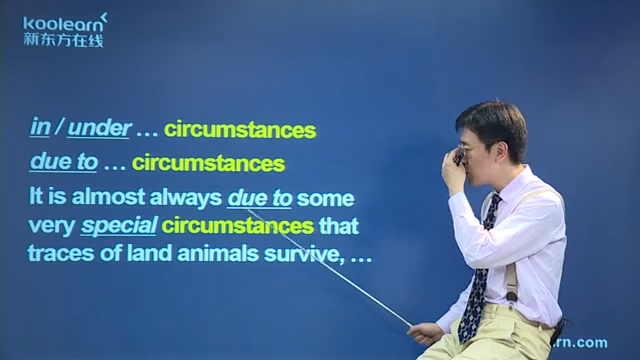 koolearn
新东方在线
in / under … circumstances
due to … circumstances
It is almost always due to some
very special circumstances that
traces of land animals survive, …
rn.com